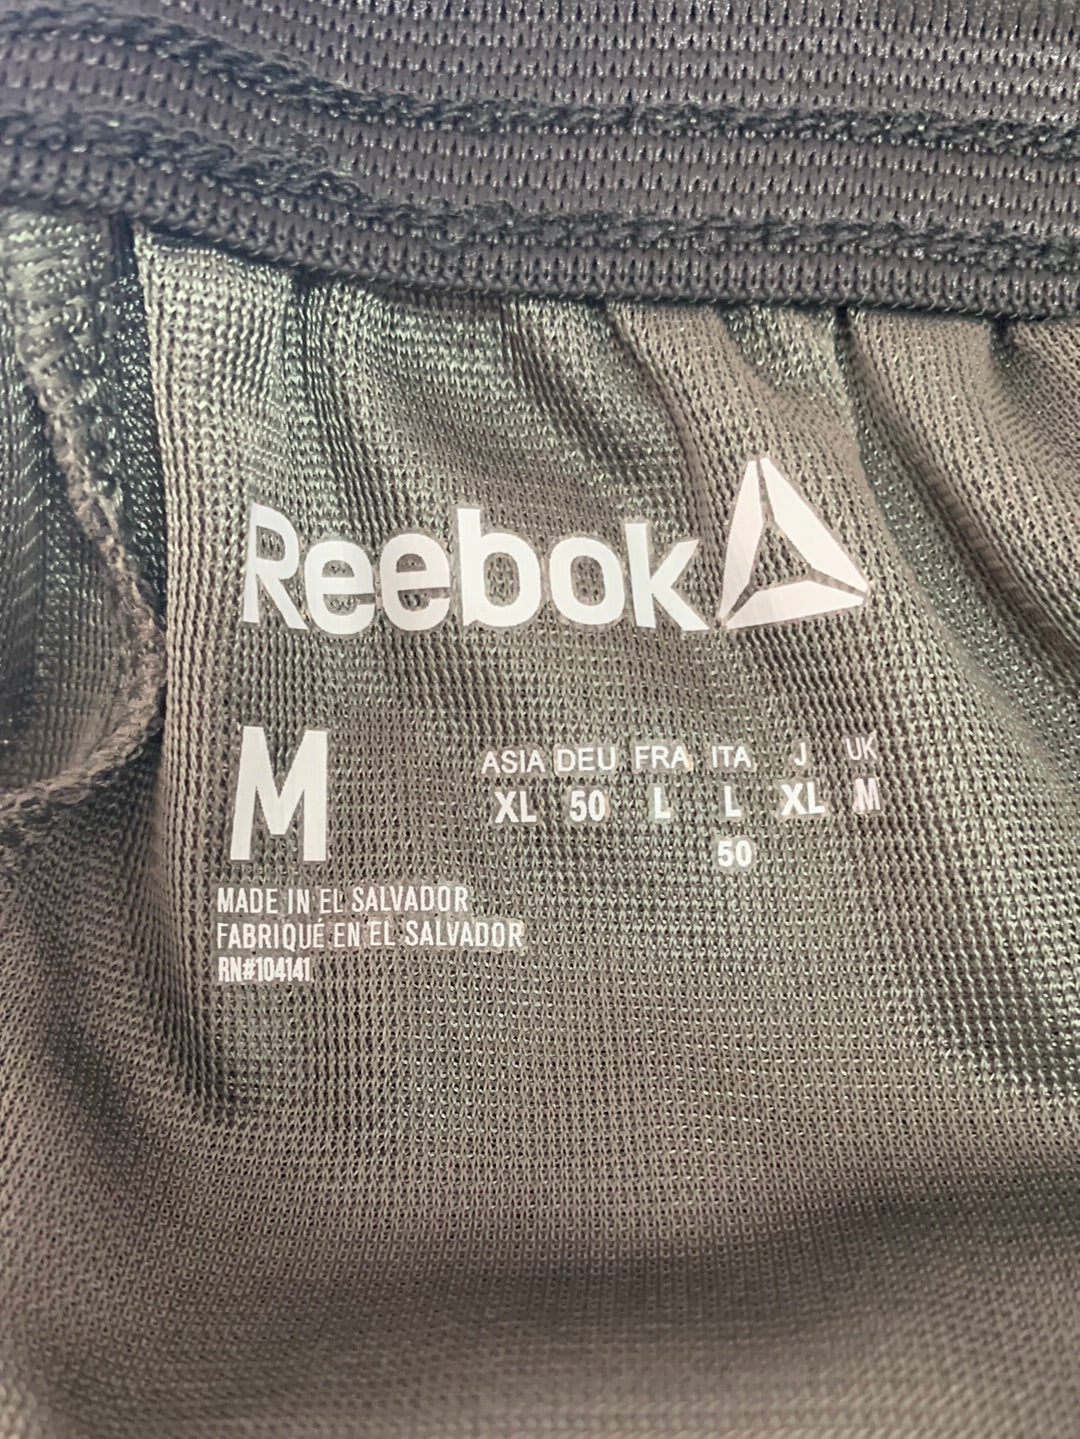 Reebok
M
ASIA DEU FRA ITA J UK
XL 50 L L XL M
50
MADE IN EL SALVADOR
FABRIQUÉ EN EL SALVADOR
RN#104141